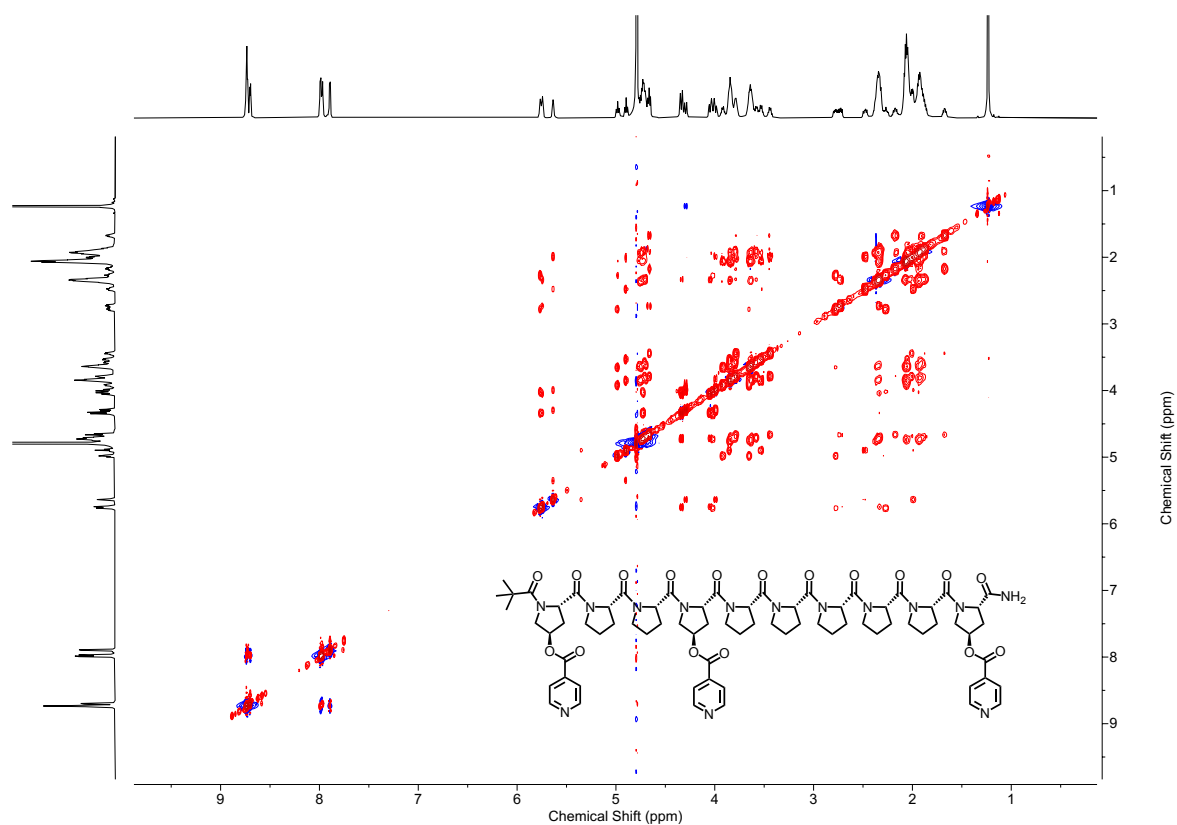 1
2
3
4
5
6
7
8
9
Chemical Shift (ppm)
O O O O O O O O O O O
N N N N N N N N N N NH₂
O O O
O O O
N N N
9 8 7 6 5 4 3 2 1
Chemical Shift (ppm)